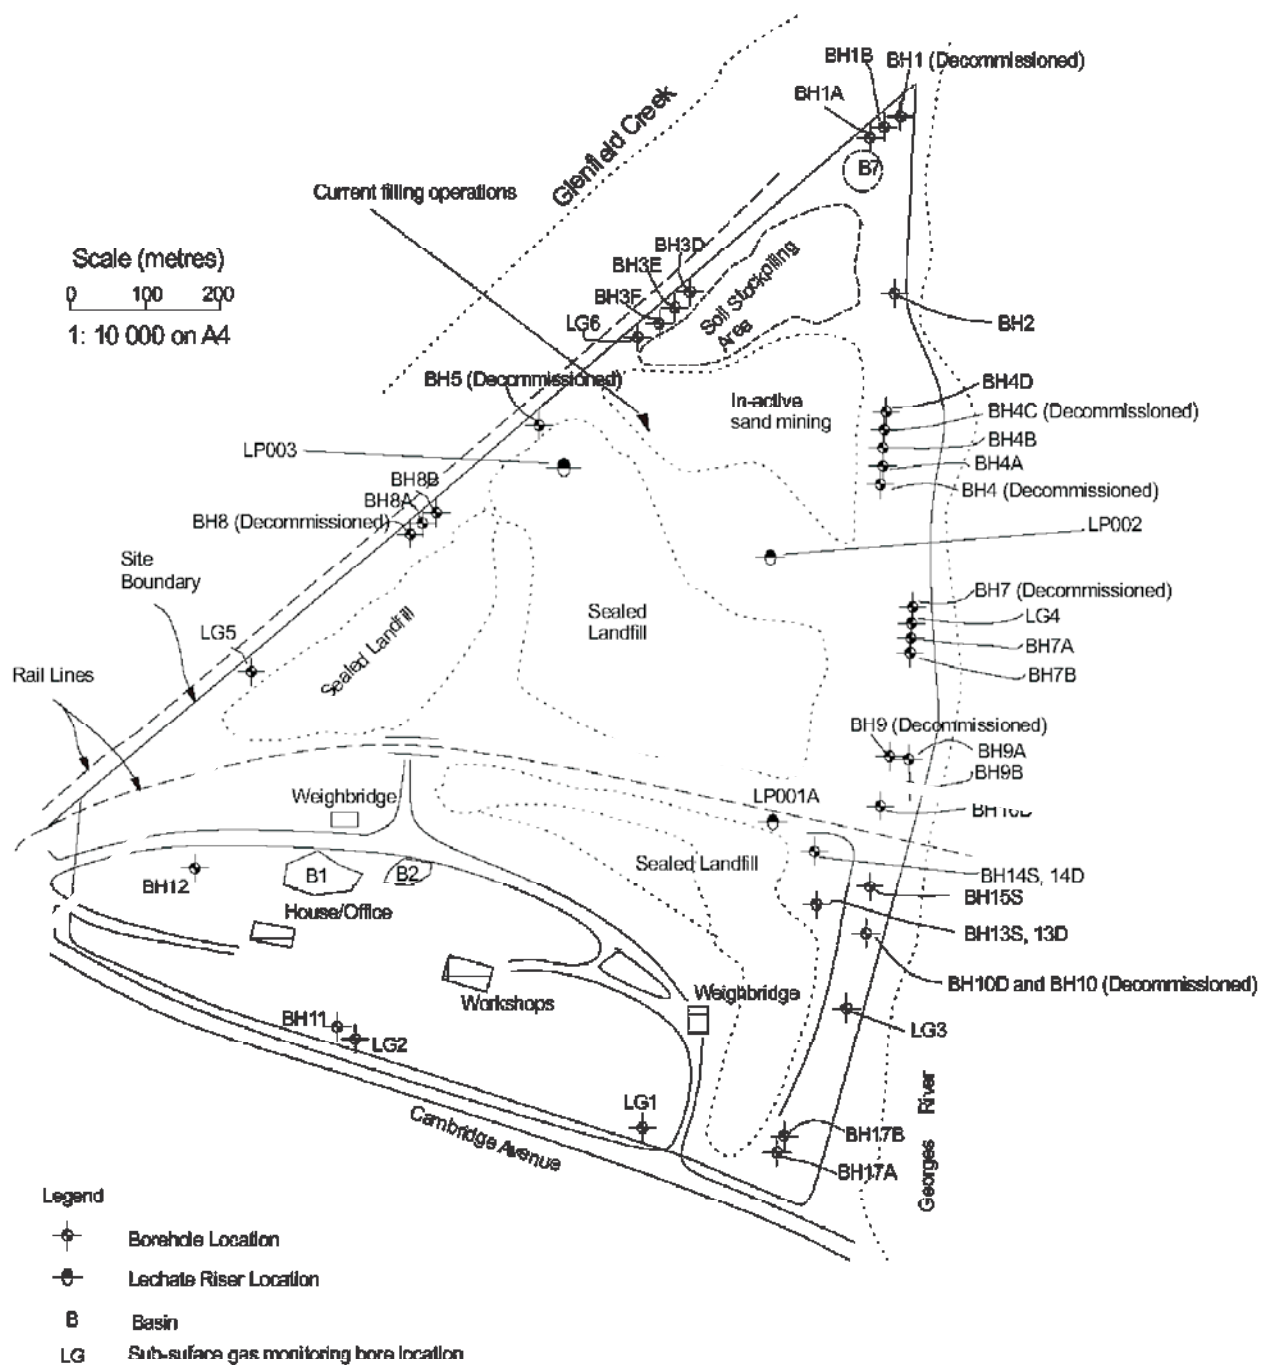 BH1B
BH1 (Decommissioned)
BH1A
B7
Glenfield Creek
Current filling operations
Scale (metres)
0 100 200
1: 10 000 on A4
BH3D
BH3E
BH3F
LG6
Soil Stockpiling
Area
BH2
BH5 (Decommissioned)
In-active
sand mining
BH4D
BH4C (Decommissioned)
BH4B
BH4A
BH4 (Decommissioned)
LP003
BH8B
BH8A
BH8 (Decommissioned)
LP002
Site
Boundary
BH7 (Decommissioned)
LG4
BH7A
BH7B
Sealed
Landfill
Sealed Landfill
LG5
Rail Lines
BH9 (Decommissioned)
BH9A
BH9B
Weighbridge
LP001A
Sealed Landfill
BH14S, 14D
BH15S
BH12
B1
B2
House/Office
BH13S, 13D
BH10D and BH10 (Decommissioned)
Workshops
Weighbridge
BH11
LG2
LG3
LG1
Cambridge Avenue
BH17B
BH17A
Georges River
Legend
Borehole Location
Lechate Riser Location
B Basin
LG Sub-suface gas monitoring bore location